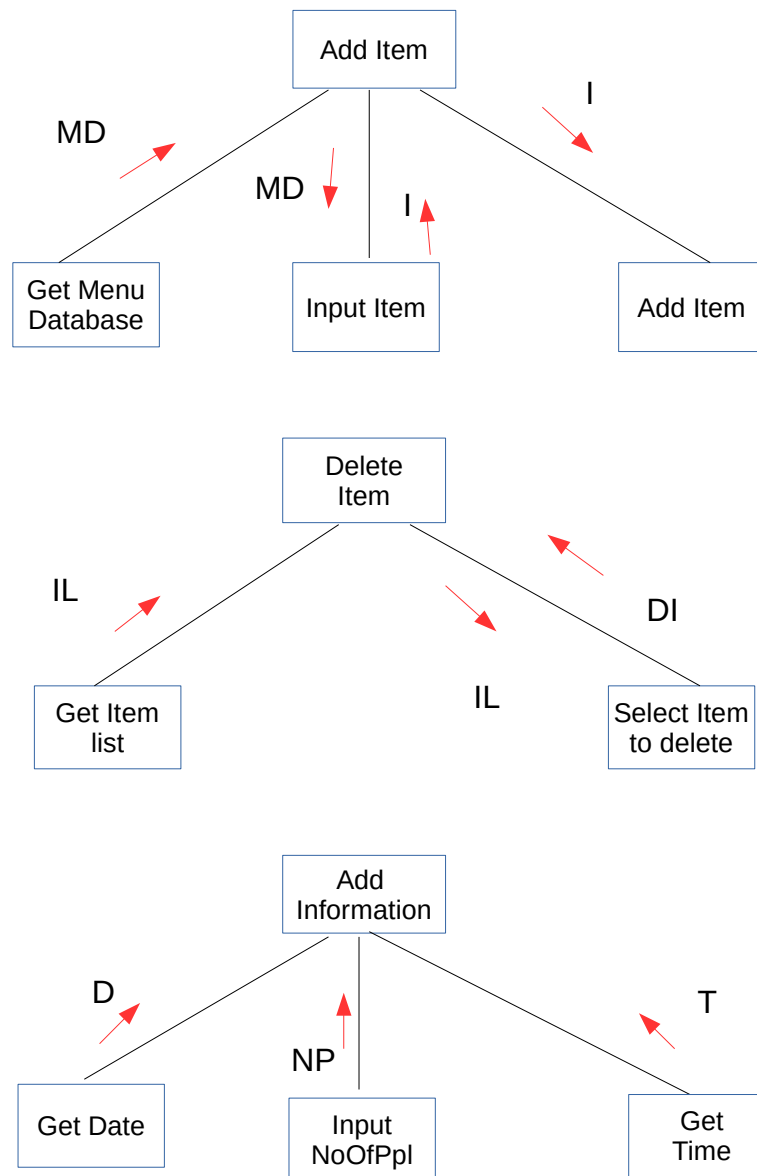 Add Item
I
MD
MD
I
Get Menu
Database
Input Item
Add Item
Delete
Item
IL
DI
IL
Get Item
list
Select Item
to delete
Add
Information
D
T
NP
Get Date
Input
NoOfPpl
Get
Time